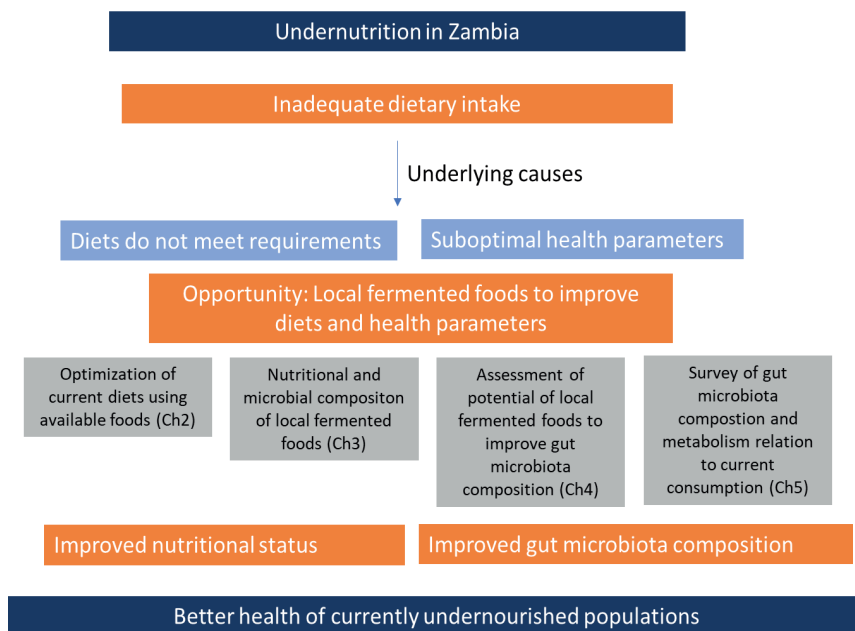 Undernutrition in Zambia
Inadequate dietary intake
Underlying causes
Diets do not meet requirements
Suboptimal health parameters
Opportunity: Local fermented foods to improve
diets and health parameters
Optimization of
current diets using
available foods (Ch2)
Nutritional and
microbial compositon
of local fermented
foods (Ch3)
Assessment of
potential of local
fermented foods to
improve gut
microbiota
composition (Ch4)
Survey of gut
microbiota
compostion and
metabolism relation
to current
consumption (Ch5)
Improved nutritional status
Improved gut microbiota composition
Better health of currently undernourished populations